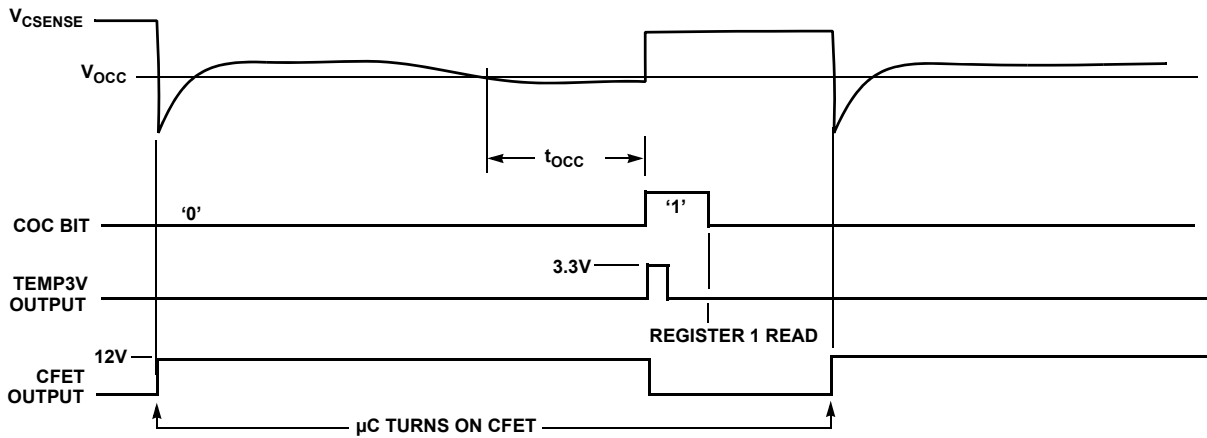 VCSENSE
VOCC
tOCC
'0'
'1'
COC BIT
3.3V
TEMP3V
OUTPUT
REGISTER 1 READ
12V
CFET
OUTPUT
µC TURNS ON CFET